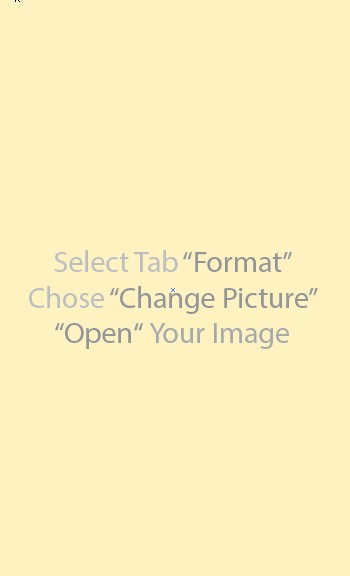 Select Tab “Format”
Chose “Change Picture”
“Open“ Your Image